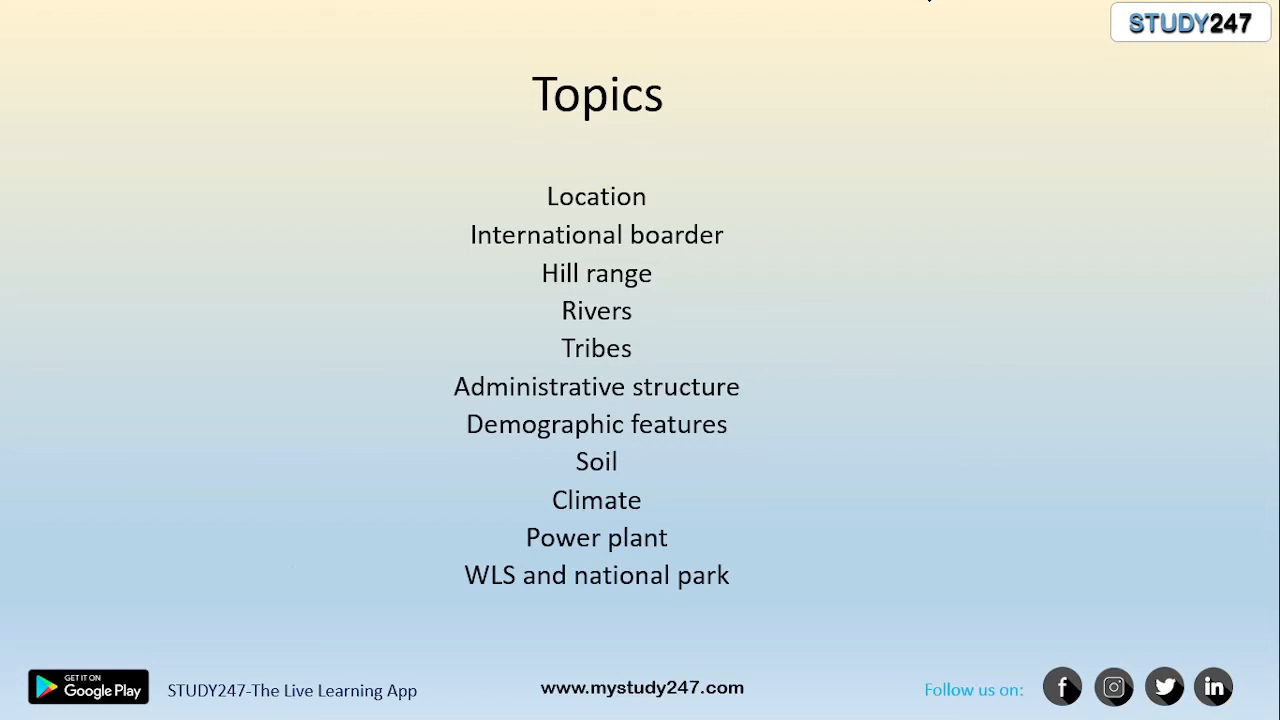 STUDY247
Topics
Location
International boarder
Hill range
Rivers
Tribes
Administrative structure
Demographic features
Soil
Climate
Power plant
WLS and national park
GET IT ON
Google Play
STUDY247-The Live Learning App
www.mystudy247.com
Follow us on: